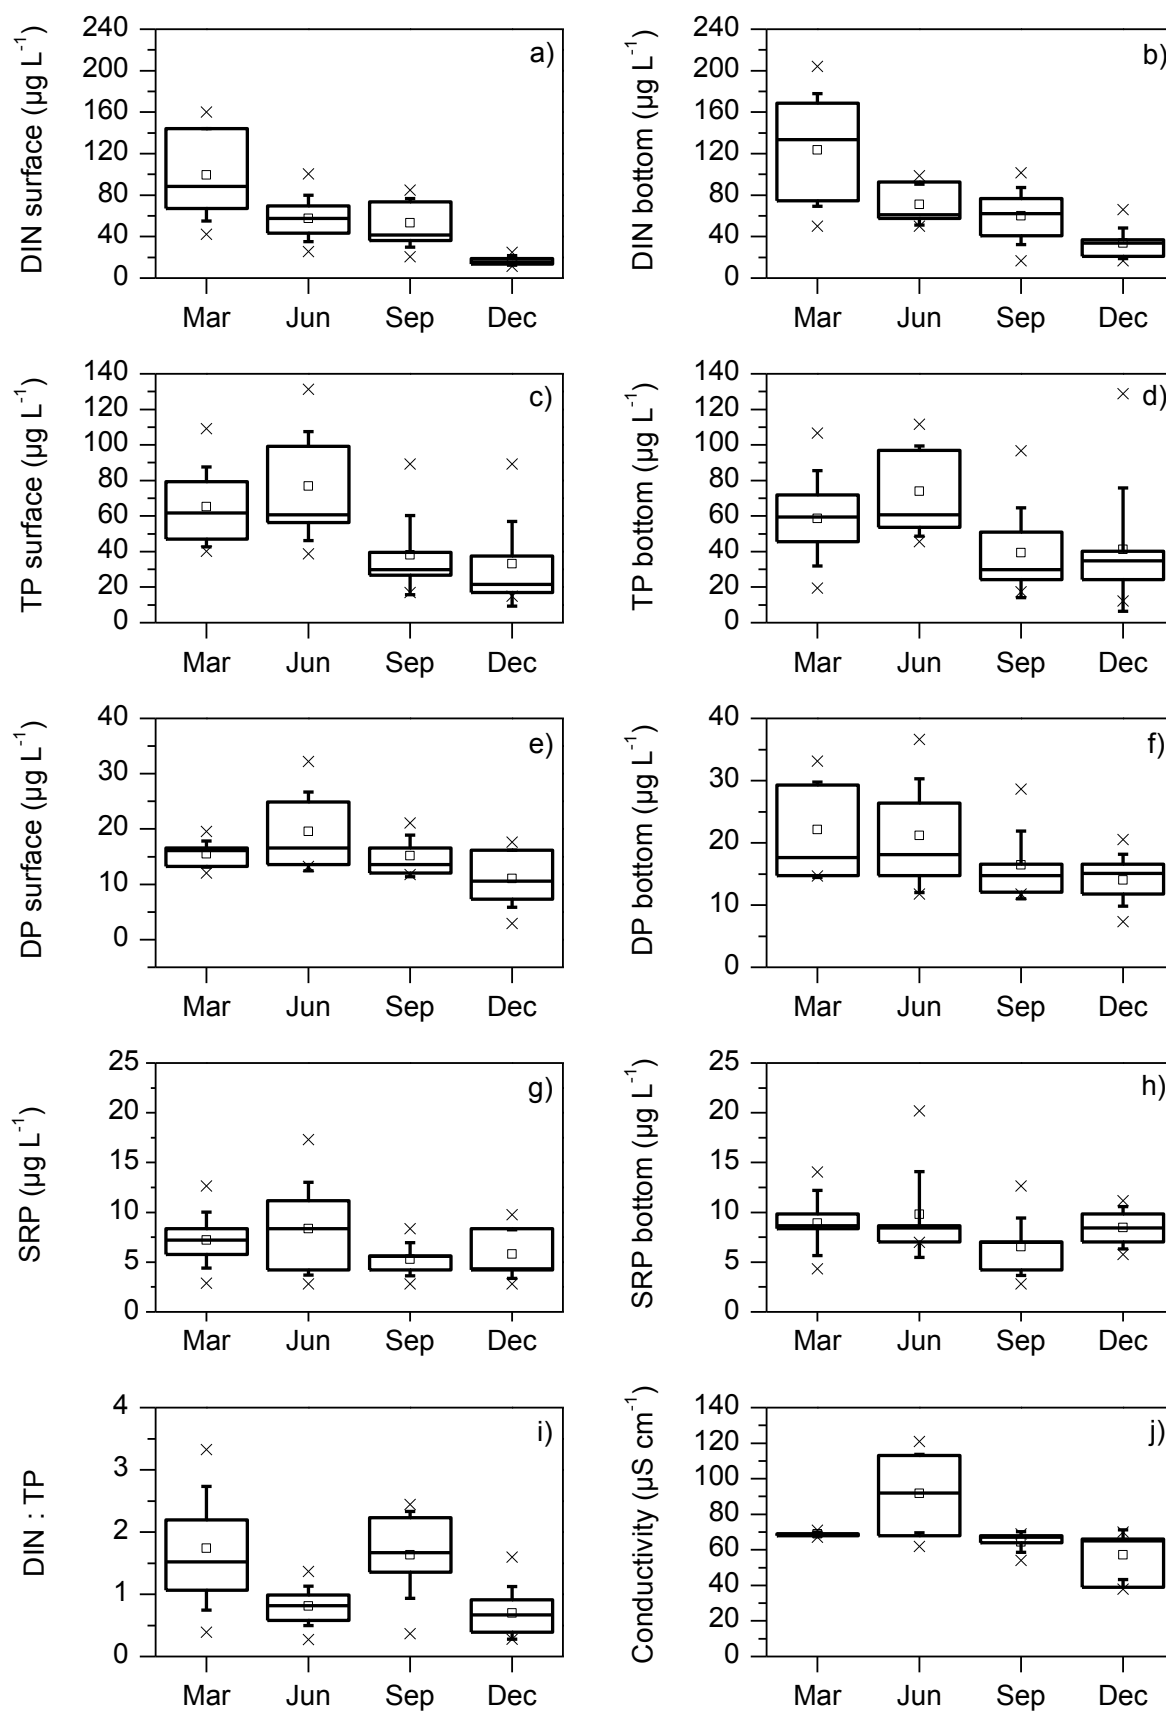 DIN surface (µg L⁻¹)
240
200
160
120
80
40
0
a)
Mar Jun Sep Dec
DIN bottom (µg L⁻¹)
240
200
160
120
80
40
0
b)
Mar Jun Sep Dec
TP surface (µg L⁻¹)
140
120
100
80
60
40
20
0
c)
Mar Jun Sep Dec
TP bottom (µg L⁻¹)
140
120
100
80
60
40
20
0
d)
Mar Jun Sep Dec
DP surface (µg L⁻¹)
40
30
20
10
0
e)
Mar Jun Sep Dec
DP bottom (µg L⁻¹)
40
30
20
10
0
f)
Mar Jun Sep Dec
SRP (µg L⁻¹)
25
20
15
10
5
0
g)
Mar Jun Sep Dec
SRP bottom (µg L⁻¹)
25
20
15
10
5
0
h)
Mar Jun Sep Dec
DIN : TP
4
3
2
1
0
i)
Mar Jun Sep Dec
Conductivity (µS cm⁻¹)
140
120
100
80
60
40
20
0
j)
Mar Jun Sep Dec